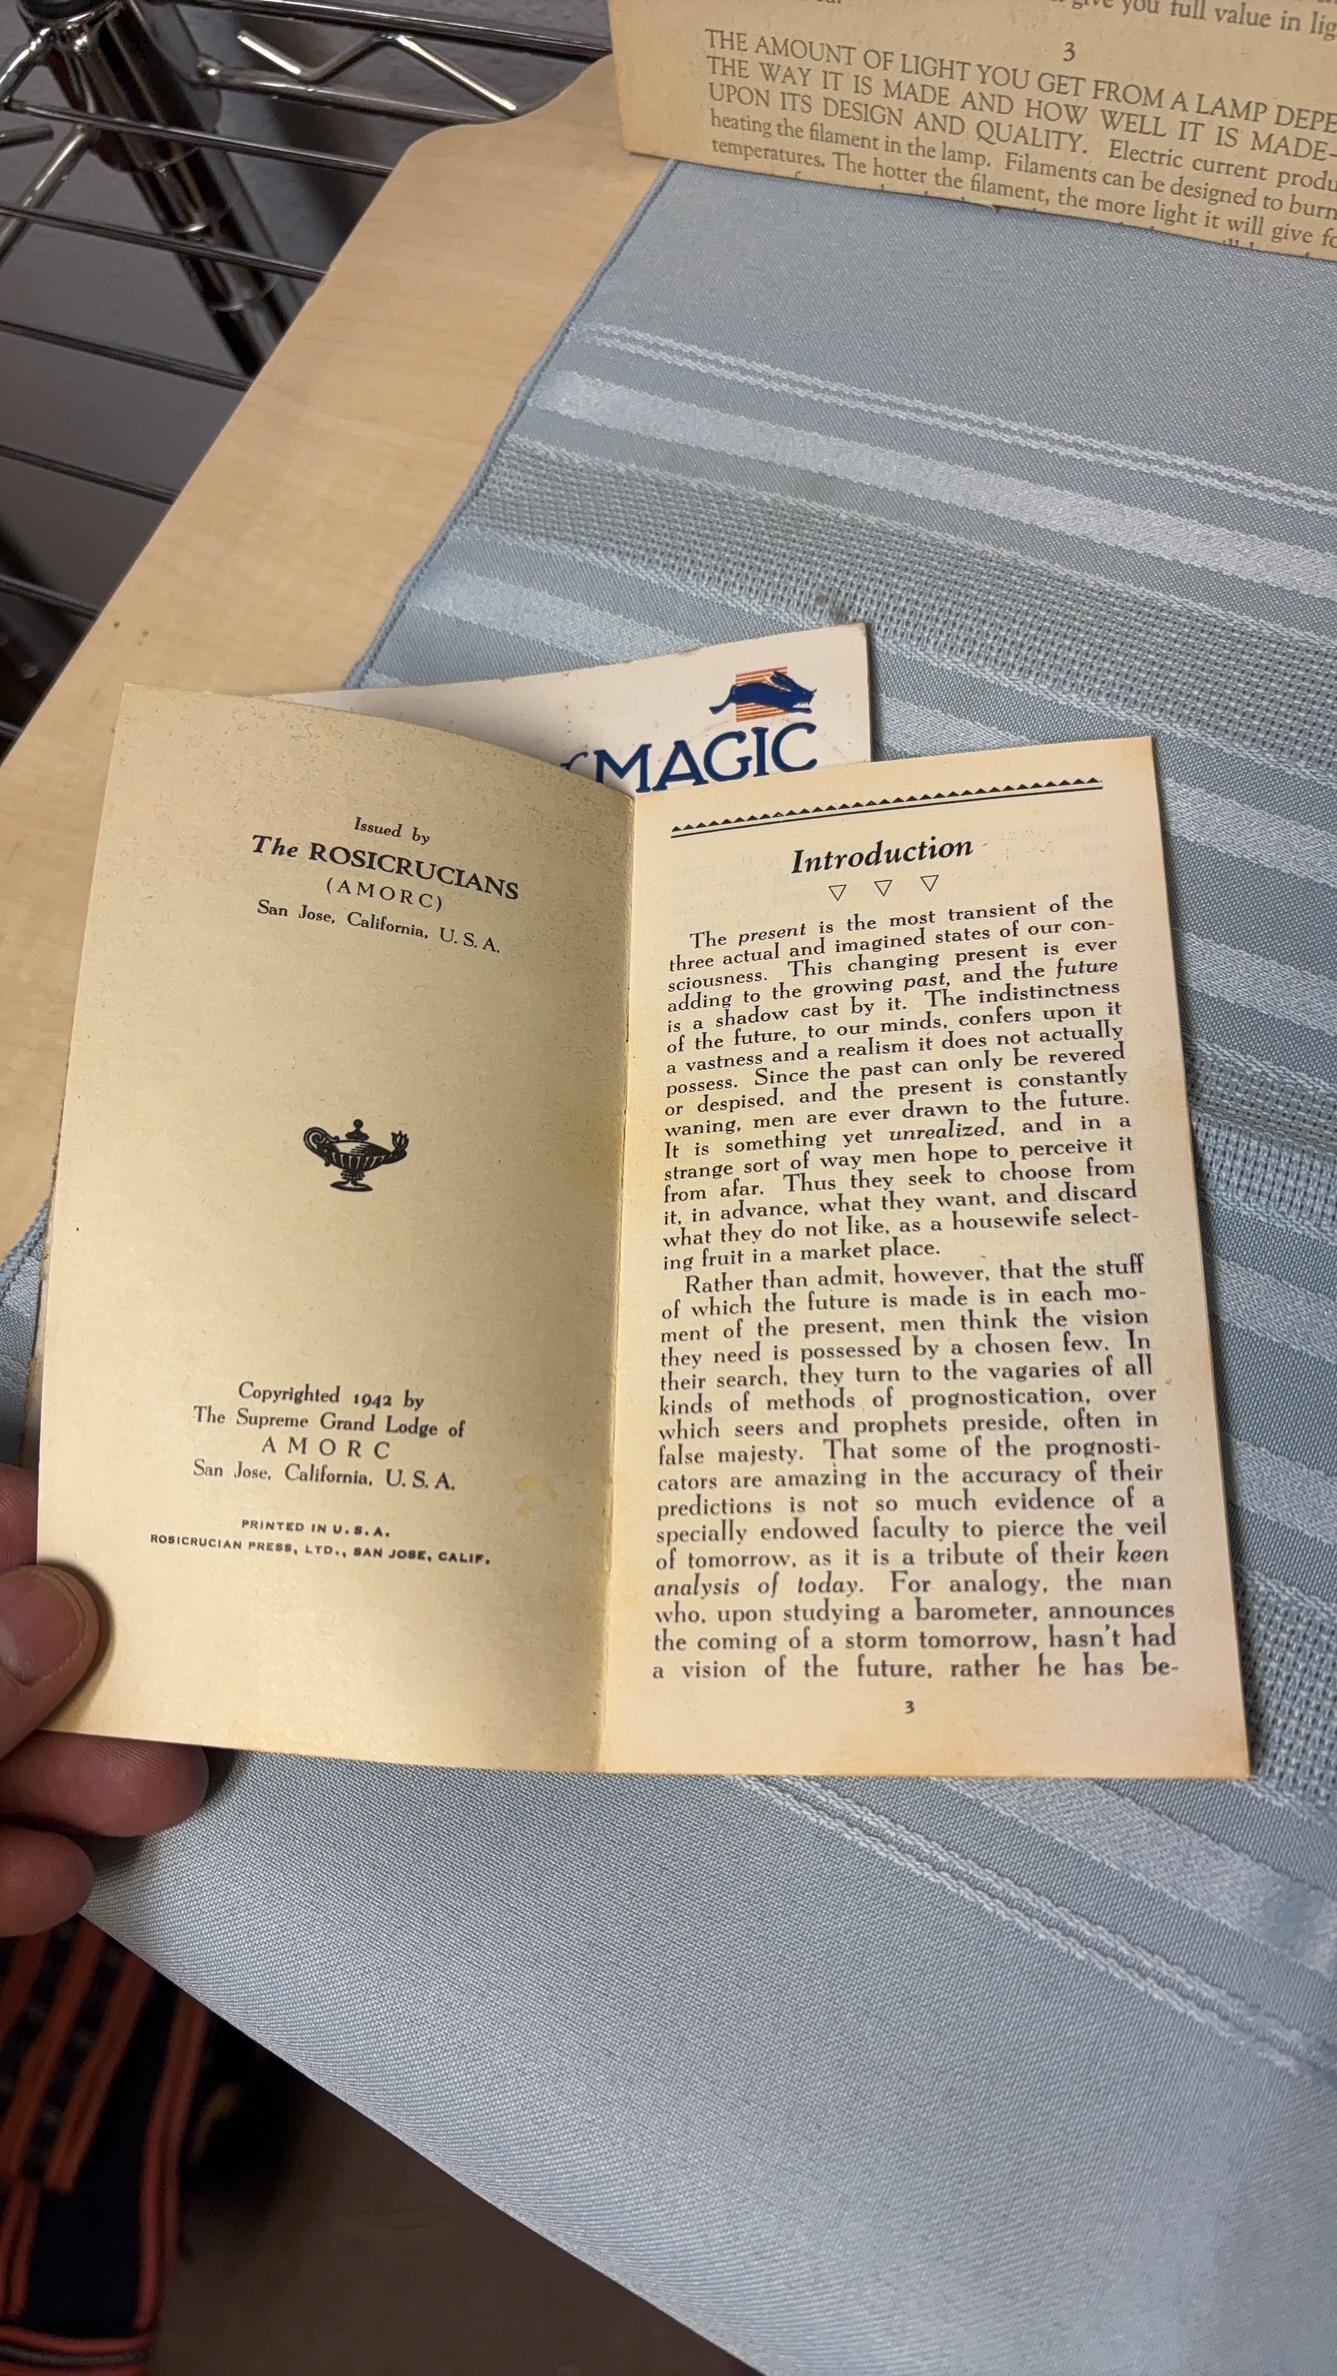 give you full value in
3
THE AMOUNT OF LIGHT YOU GET FROM A LAMP
THE WAY IT IS MADE AND HOW WELL IT IS MADE—
UPON ITS DESIGN AND QUALITY. Electric current
heating the filament in the lamp. Filaments can be designed to burn
temperatures. The hotter the filament, the more light it will give
MAGIC
Issued by
The ROSICRUCIANS
(AMORC)
San Jose, California, U. S. A.
Copyrighted 1942 by
The Supreme Grand Lodge of
A M O R C
San Jose, California, U. S. A.
PRINTED IN U. S. A.
ROSICRUCIAN PRESS, LTD., SAN JOSE, CALIF.
Introduction
The present is the most transient of the
three actual and imagined states of our con-
sciousness. This changing present is ever
adding to the growing past, and the future
is a shadow cast by it. The indistinctness
of the future, to our minds, confers upon it
a vastness and a realism it does not actually
possess. Since the past can only be revered
or despised, and the present is constantly
waning, men are ever drawn to the future.
It is something yet unrealized, and in a
strange sort of way men hope to perceive it
from afar. Thus they seek to choose from
it, in advance, what they want, and discard
what they do not like, as a housewife select-
ing fruit in a market place.
Rather than admit, however, that the stuff
of which the future is made is in each mo-
ment of the present, men think the vision
they need is possessed by a chosen few. In
their search, they turn to the vagaries of all
kinds of methods of prognostication, over
which seers and prophets preside, often in
false majesty. That some of the prognosti-
cators are amazing in the accuracy of their
predictions is not so much evidence of a
specially endowed faculty to pierce the veil
of tomorrow, as it is a tribute of their keen
analysis of today. For analogy, the man
who, upon studying a barometer, announces
the coming of a storm tomorrow, hasn't had
a vision of the future, rather he has be-
3